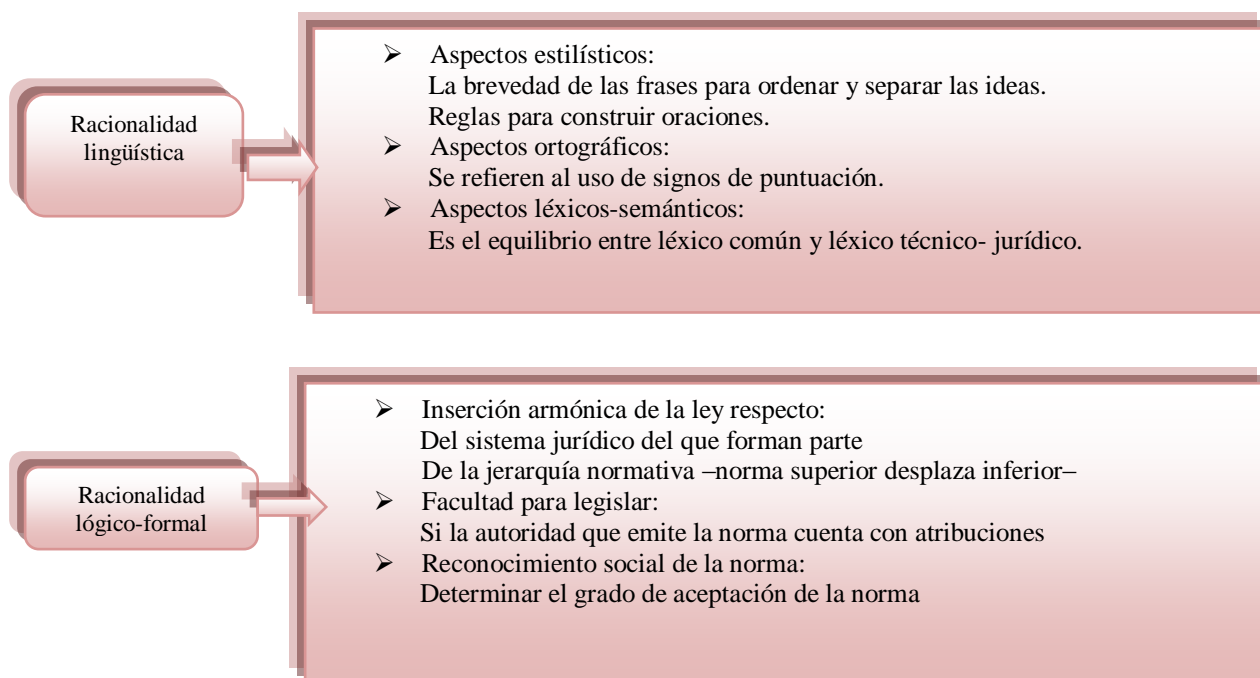 Racionalidad
lingüística
➢ Aspectos estilísticos:
La brevedad de las frases para ordenar y separar las ideas.
Reglas para construir oraciones.
➢ Aspectos ortográficos:
Se refieren al uso de signos de puntuación.
➢ Aspectos léxicos-semánticos:
Es el equilibrio entre léxico común y léxico técnico- jurídico.
Racionalidad
lógico-formal
➢ Inserción armónica de la ley respecto:
Del sistema jurídico del que forman parte
De la jerarquía normativa –norma superior desplaza inferior–
➢ Facultad para legislar:
Si la autoridad que emite la norma cuenta con atribuciones
➢ Reconocimiento social de la norma:
Determinar el grado de aceptación de la norma